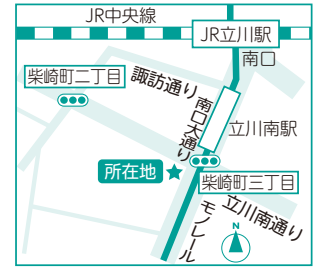 JR中央線
JR立川駅
南口
柴崎町二丁目
諏訪通り
南口大通り
立川南駅
所在地
柴崎町三丁目
立川南通り
モノレール
N